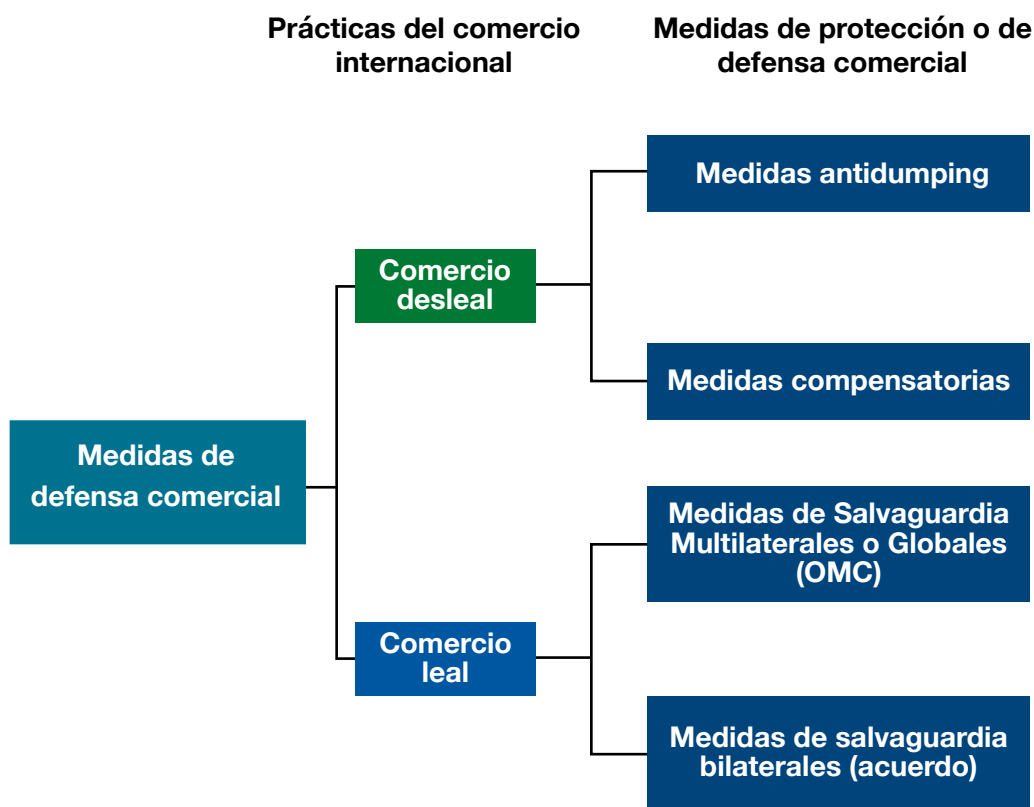 Prácticas del comercio
internacional
Medidas de protección o de
defensa comercial
Medidas antidumping
Comercio
desleal
Medidas compensatorias
Medidas de
defensa comercial
Medidas de Salvaguardia
Multilaterales o Globales
(OMC)
Comercio
leal
Medidas de salvaguardia
bilaterales (acuerdo)